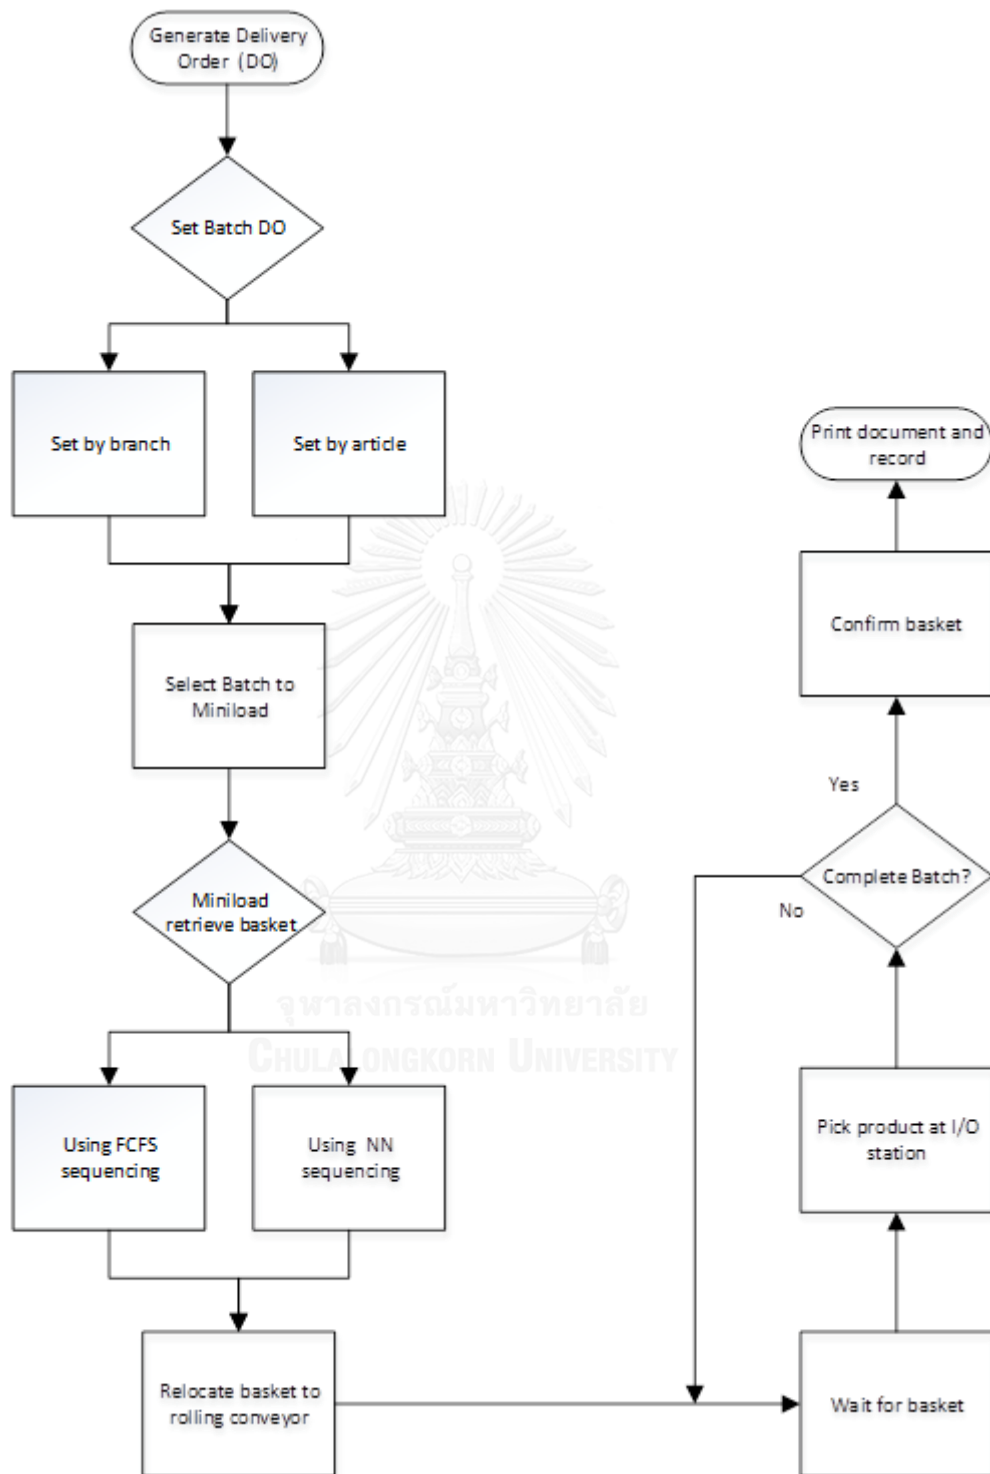 Generate Delivery
Order (DO)
Set Batch DO
Set by branch
Set by article
Select Batch to
Miniload
Miniload
retrieve basket
Using FCFS
sequencing
Using NN
sequencing
Relocate basket to
rolling conveyor
Print document and
record
Confirm basket
Yes
Complete Batch?
No
Pick product at I/O
station
Wait for basket
จุฬาลงกรณ์มหาวิทยาลัย
CHULALONGKORN UNIVERSITY